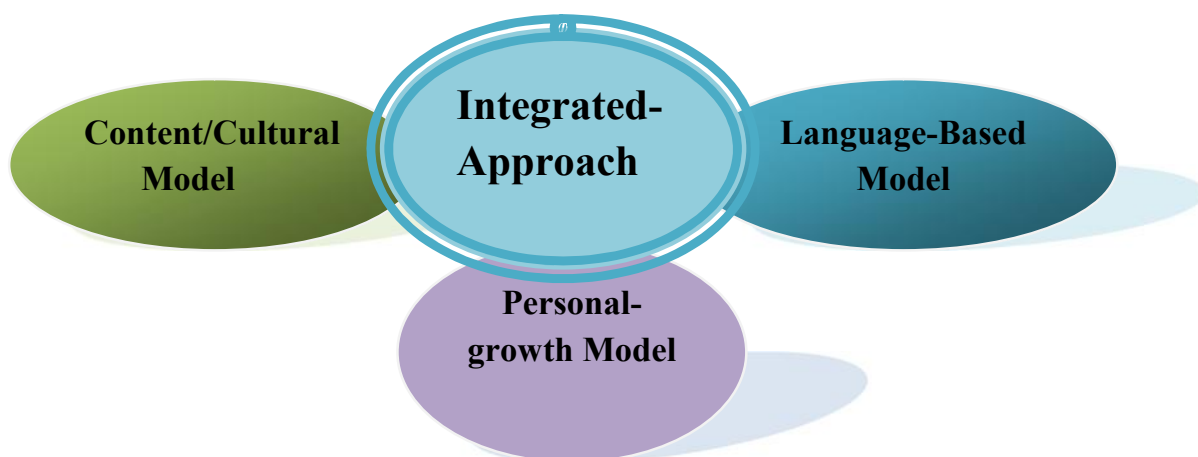 Integrated-
Approach
Content/Cultural
Model
Language-Based
Model
Personal-
growth Model